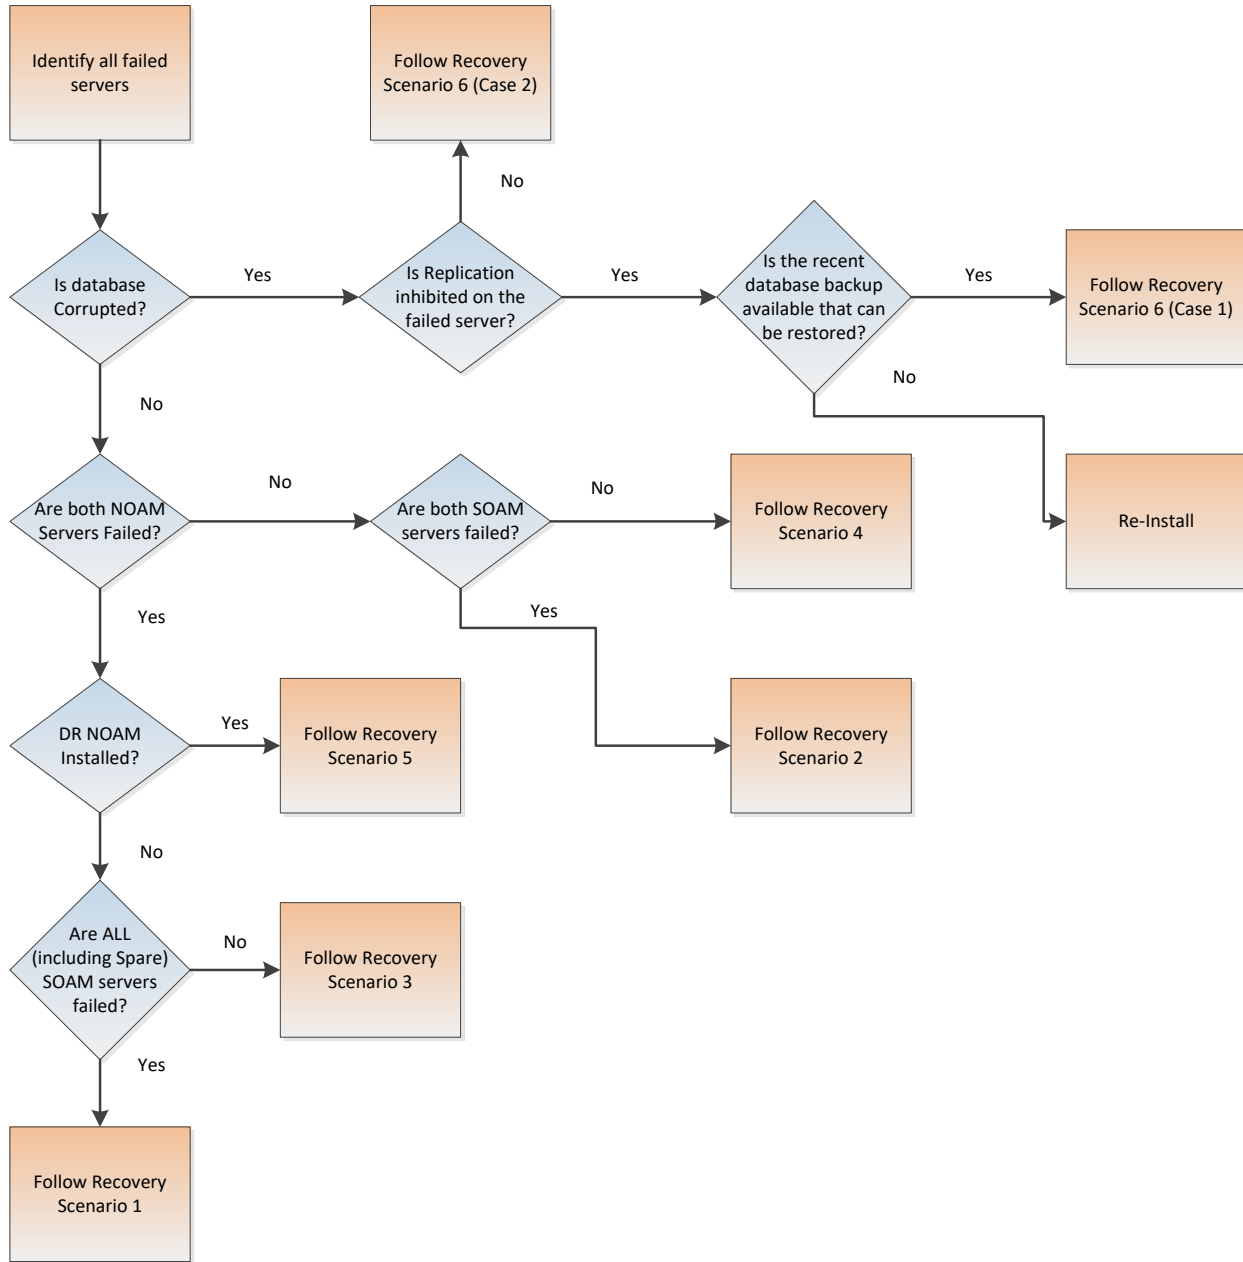 Identify all failed
servers
Follow Recovery
Scenario 6 (Case 2)
No
Is database
Corrupted?
Yes
Is Replication
inhibited on the
failed server?
Yes
Is the recent
database backup
available that can
be restored?
Yes
Follow Recovery
Scenario 6 (Case 1)
No
No
Are both NOAM
Servers Failed?
No
Are both SOAM
servers failed?
No
Follow Recovery
Scenario 4
Re-Install
Yes
Yes
DR NOAM
Installed?
Yes
Follow Recovery
Scenario 5
Follow Recovery
Scenario 2
No
Are ALL
(including Spare)
SOAM servers
failed?
No
Follow Recovery
Scenario 3
Yes
Follow Recovery
Scenario 1